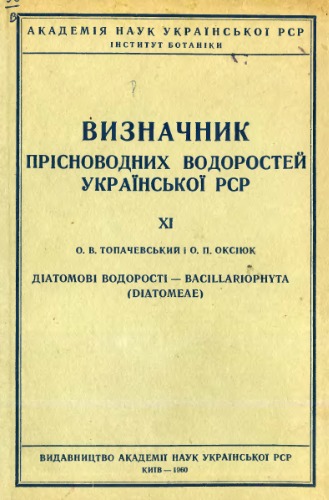 АКАДЕМІЯ НАУК УКРАЇНСЬКОЇ РСР
ІНСТИТУТ БОТАНІКИ
ВИЗНАЧНИК
ПРІСНОВОДНИХ ВОДОРОСТЕЙ
УКРАЇНСЬКОЇ РСР
XI
О. В. ТОПАЧЕВСЬКИЙ і О. П. ОКСІЮК
ДІАТОМОВІ ВОДОРОСТІ — BACILLARIOPHYTA
(DIATOMEAE)
ВИДАВНИЦТВО АКАДЕМІЇ НАУК УКРАЇНСЬКОЇ РСР
КИЇВ — 1960